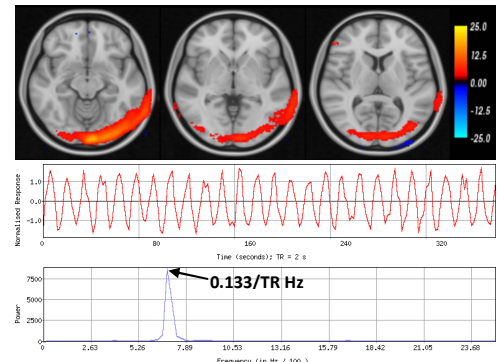 25.0
12.5
0.00
-12.5
-25.0
Normalised Response
1.0
0.0
-1.0
0 80 160 240 320
Time (seconds); TR = 2 s
0.133/TR Hz
Power
7500
5000
2500
0
0 2.63 5.26 7.89 10.53 13.16 15.79 18.42 21.05 23.68
Frequency (in Hz / 100 )